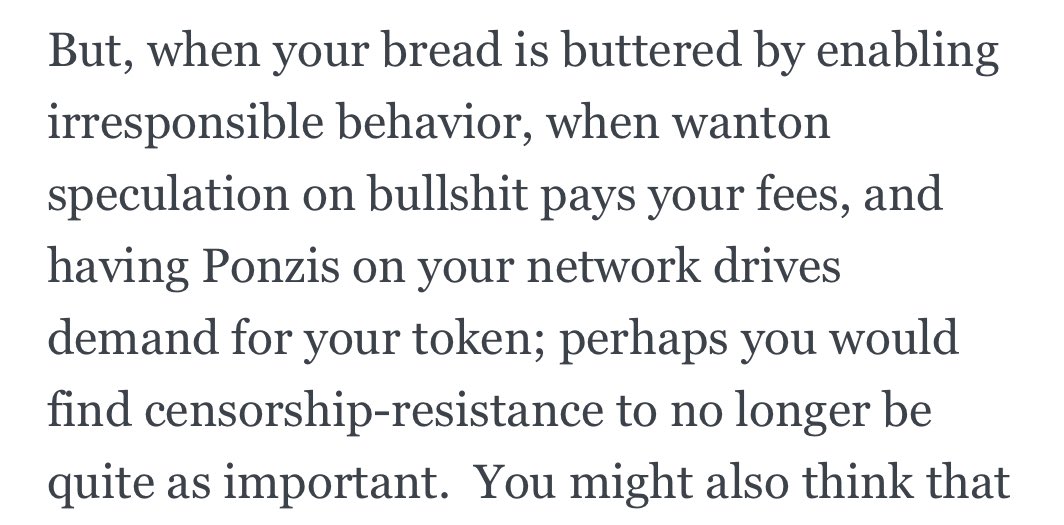 But, when your bread is buttered by enabling
irresponsible behavior, when wanton
speculation on bullshit pays your fees, and
having Ponzis on your network drives
demand for your token; perhaps you would
find censorship-resistance to no longer be
quite as important.  You might also think that